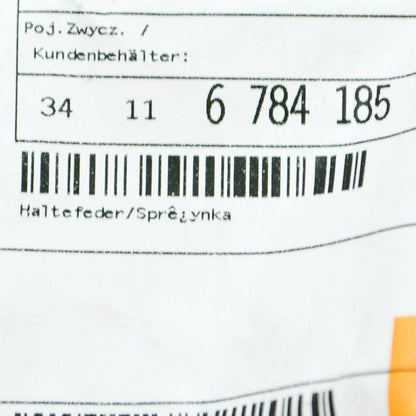 Poj.Zwycz. /
Kundenbehälter:
34 11 6 784 185
Haltefeder/Sprê¿ynka